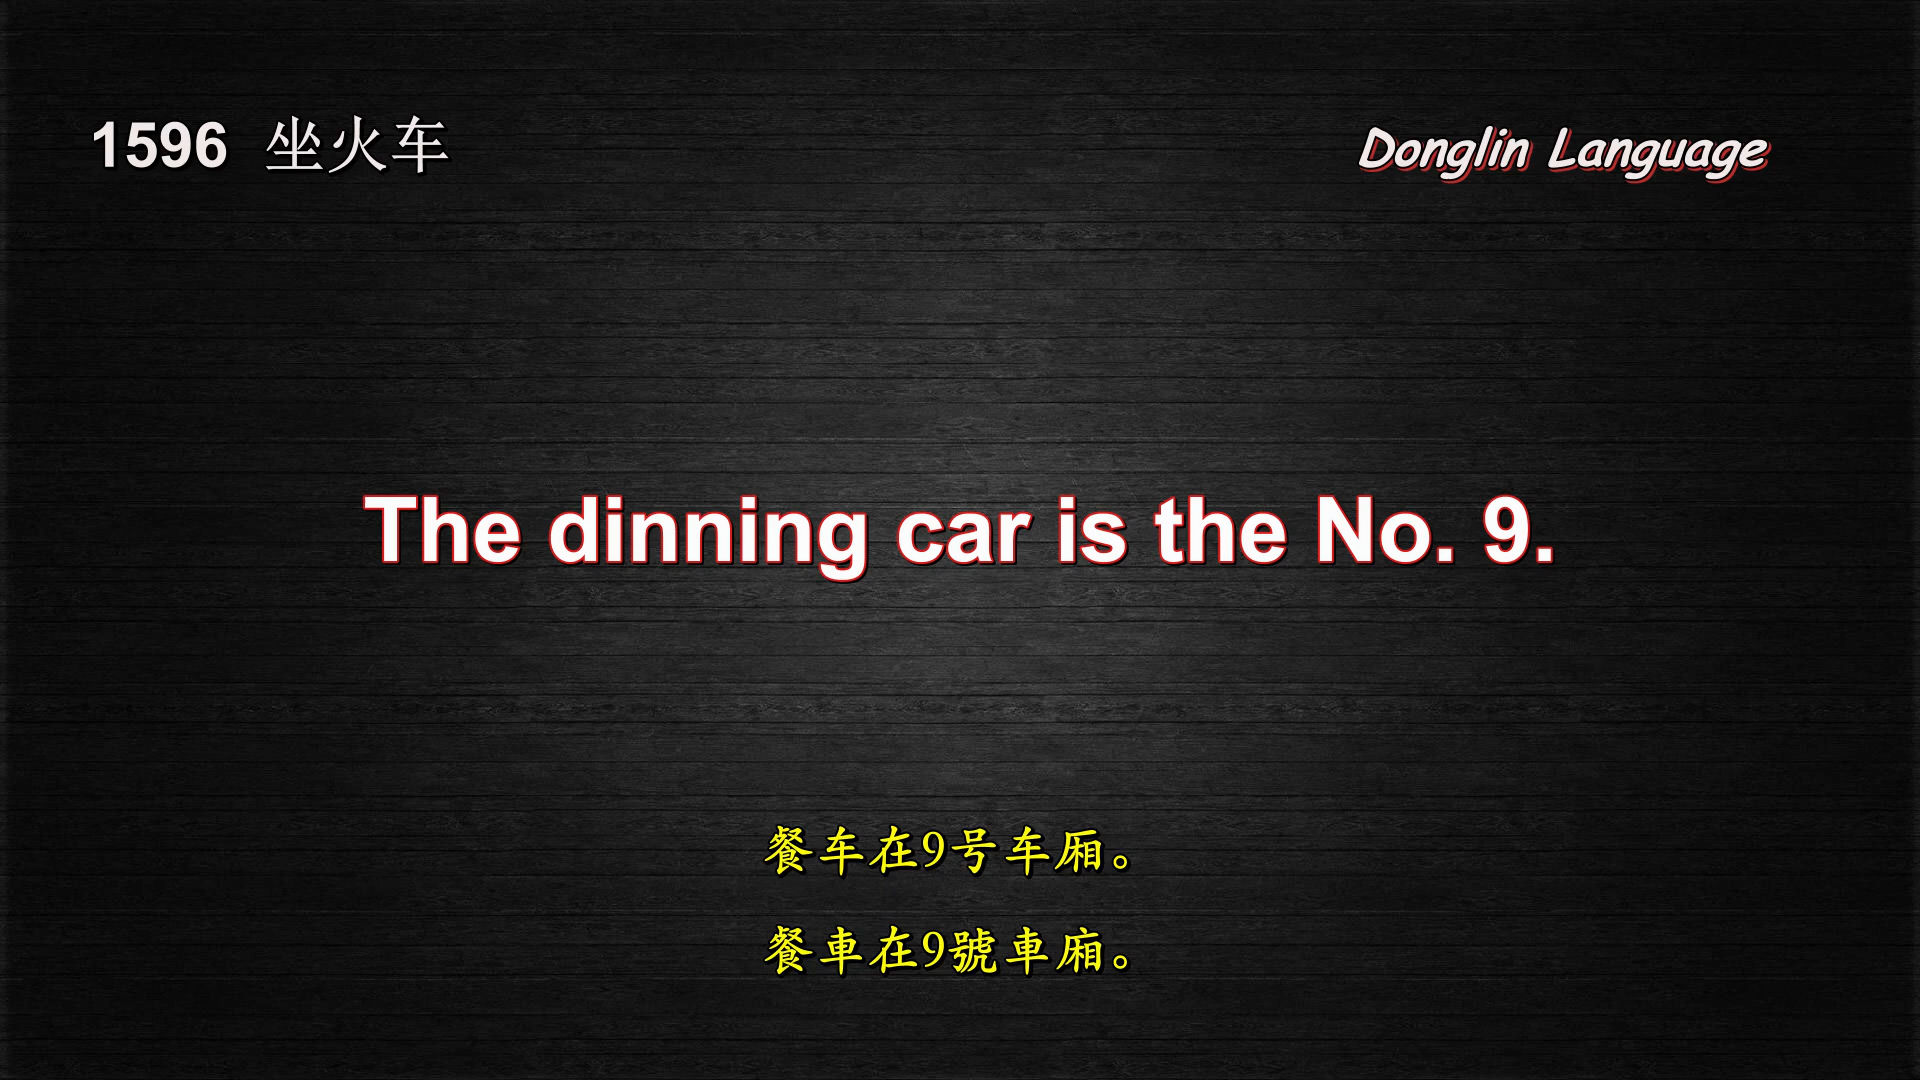 1596 坐火车
Donglin Language
The dinning car is the No. 9.
餐车在9号车厢。
餐車在9號車廂。